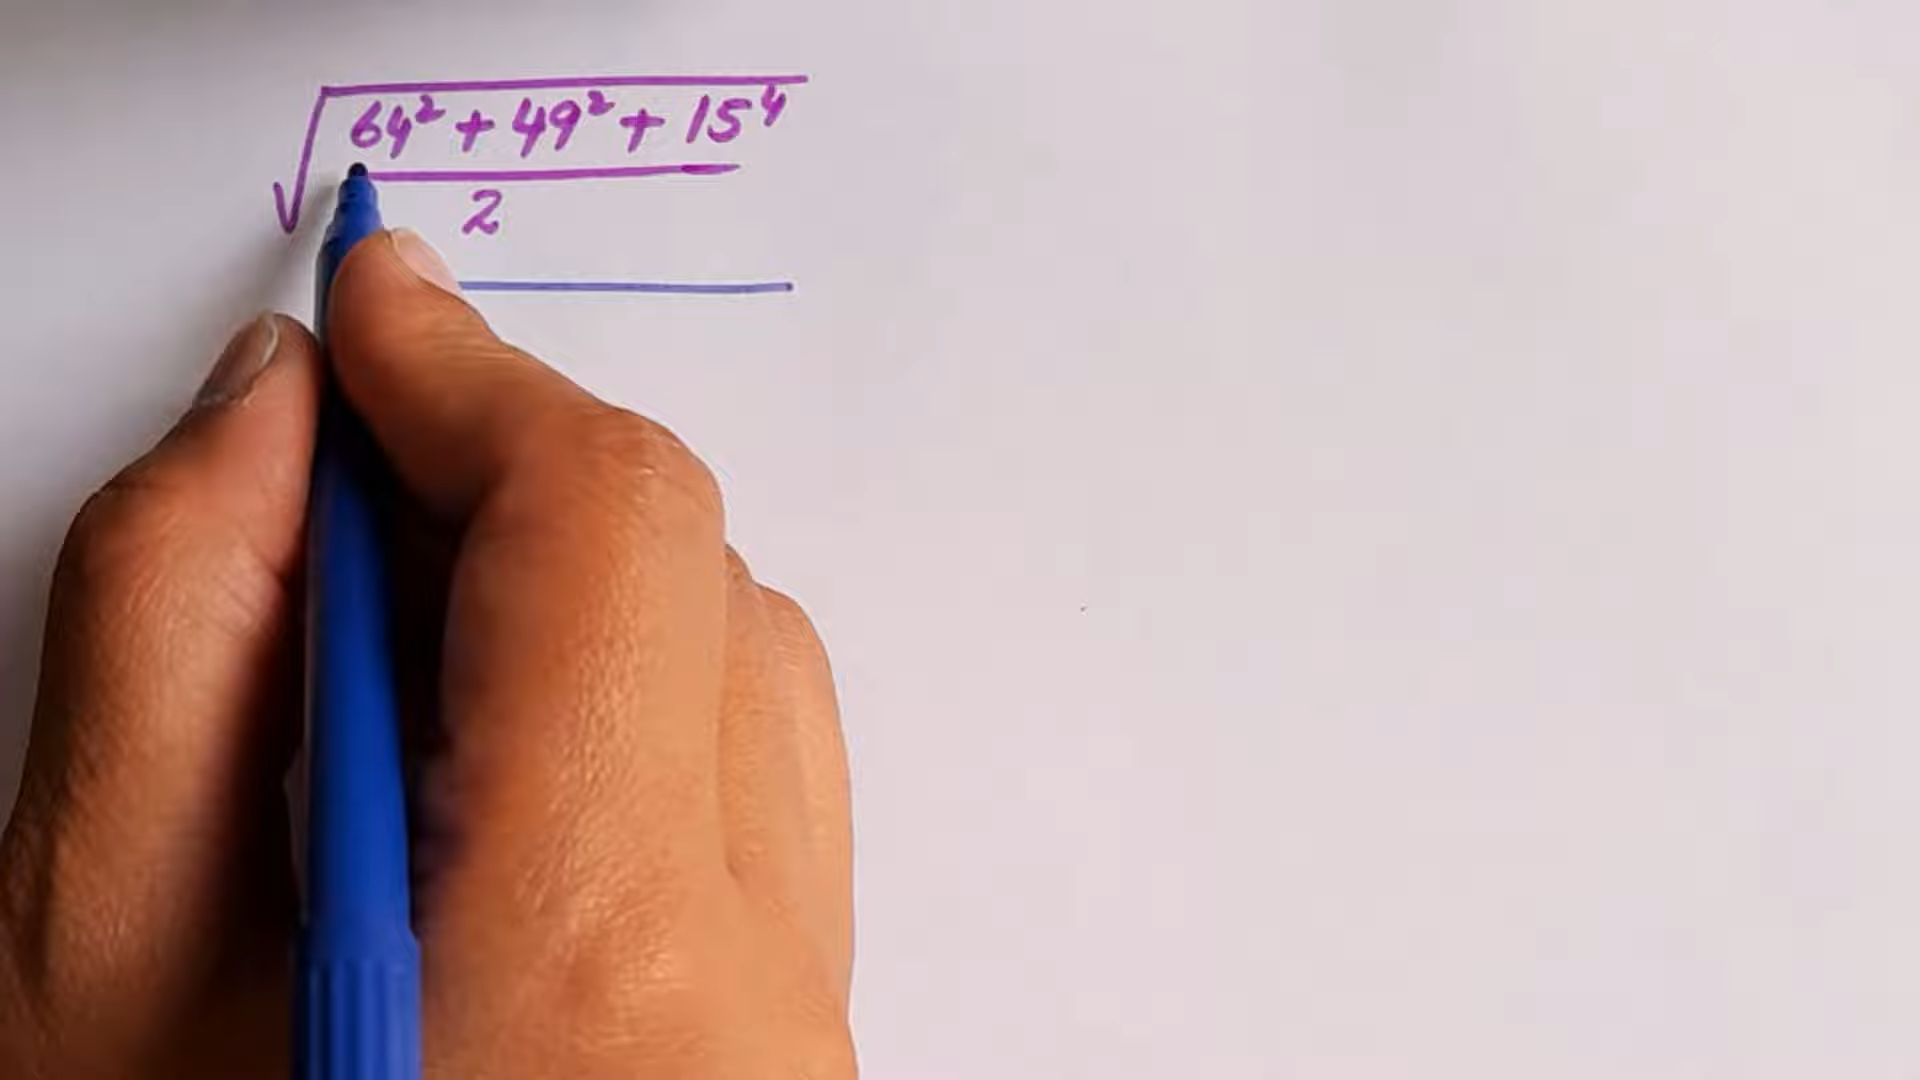 √ 64² + 49² + 15⁴
2